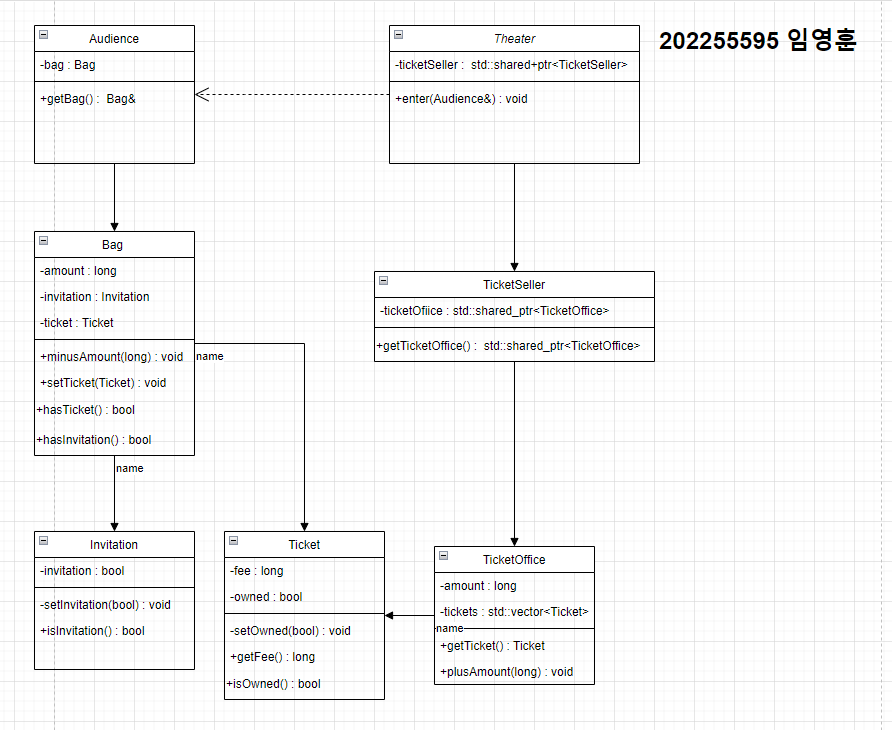 202255595 임영훈
Audience
-bag : Bag
+getBag() : Bag&
Theater
-ticketSeller : std::shared+ptr<TicketSeller>
+enter(Audience&) : void
Bag
-amount : long
-invitation : Invitation
-ticket : Ticket
+minusAmount(long) : void
+setTicket(Ticket) : void
+hasTicket() : bool
+hasInvitation() : bool
name
name
TicketSeller
-ticketOfiice : std::shared_ptr<TicketOffice>
+getTicketOffice() : std::shared_ptr<TicketOffice>
Invitation
-invitation : bool
-setInvitation(bool) : void
+isInvitation() : bool
Ticket
-fee : long
-owned : bool
-setOwned(bool) : void
+getFee() : long
+isOwned() : bool
TicketOffice
-amount : long
-tickets : std::vector<Ticket>
name
+getTicket() : Ticket
+plusAmount(long) : void